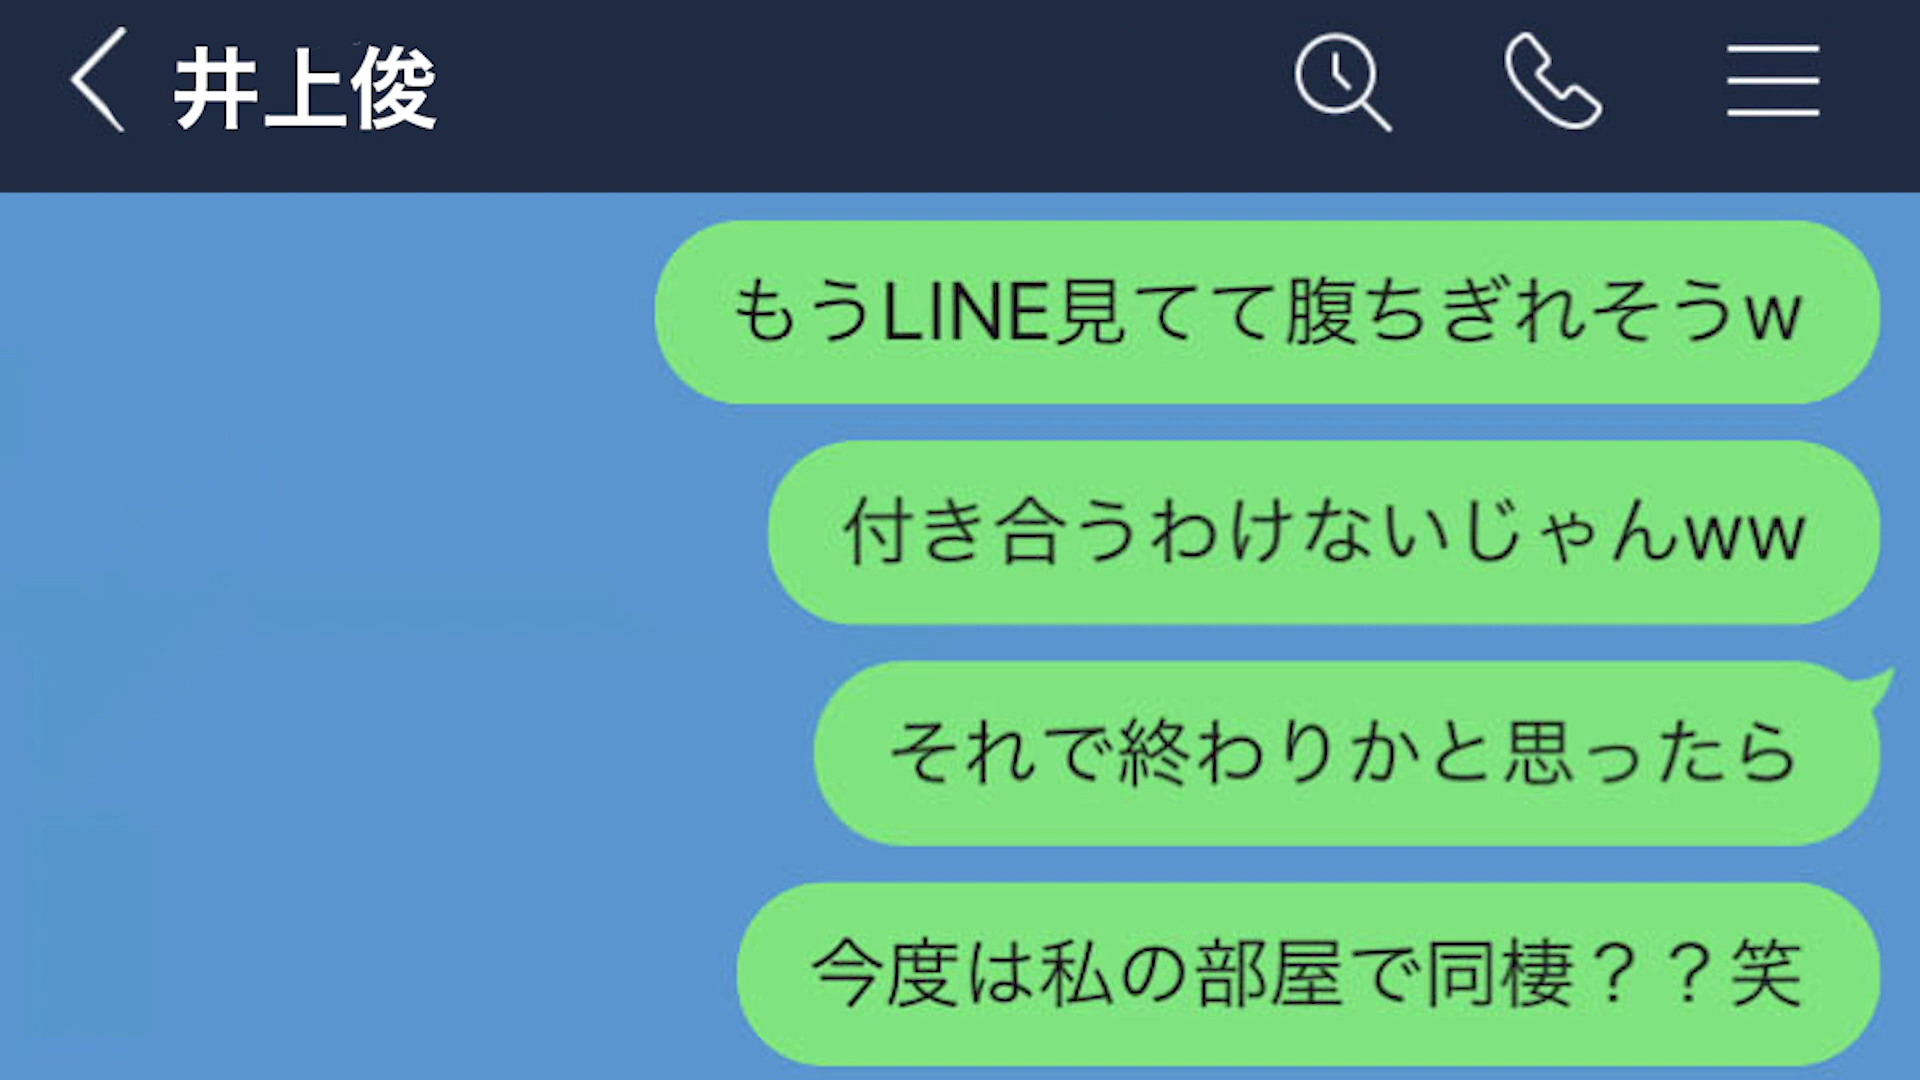 井上俊
もうLINE見てて腹ちぎれそうw
付き合うわけないじゃんww
それで終わりかと思ったら
今度は私の部屋で同棲？？笑